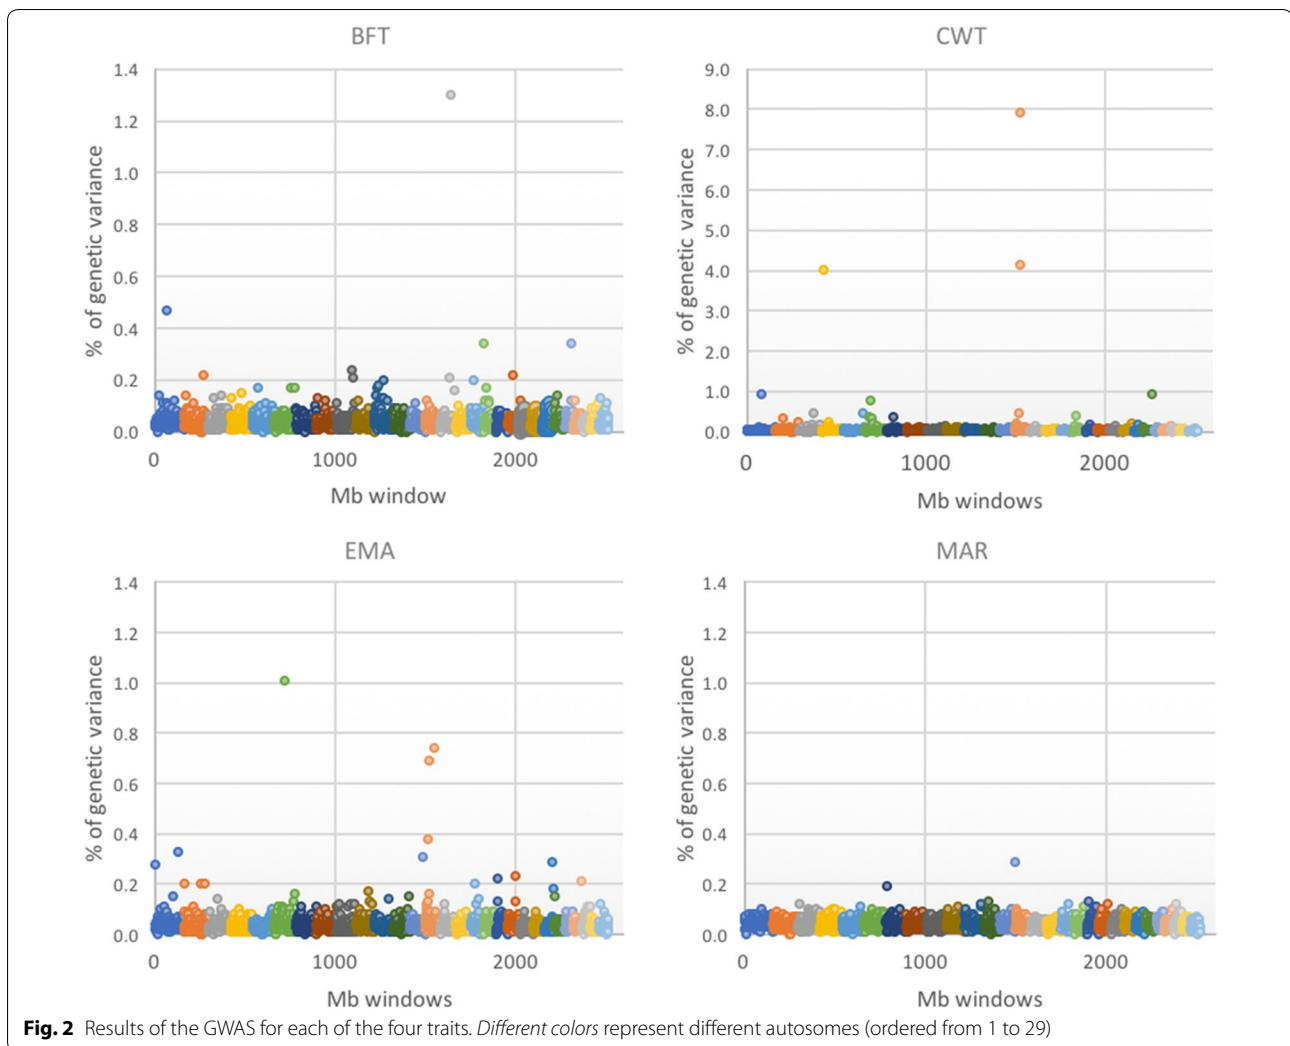 BFT
1.4
1.2
1.0
0.8
0.6
0.4
0.2
0.0
% of genetic variance
0 1000 2000
Mb window
CWT
9.0
8.0
7.0
6.0
5.0
4.0
3.0
2.0
1.0
0.0
% of genetic variance
0 1000 2000
Mb windows
EMA
1.4
1.2
1.0
0.8
0.6
0.4
0.2
0.0
% of genetic variance
0 1000 2000
Mb windows
MAR
1.4
1.2
1.0
0.8
0.6
0.4
0.2
0.0
% of genetic variance
0 1000 2000
Mb windows
Fig. 2 Results of the GWAS for each of the four traits. Different colors represent different autosomes (ordered from 1 to 29)